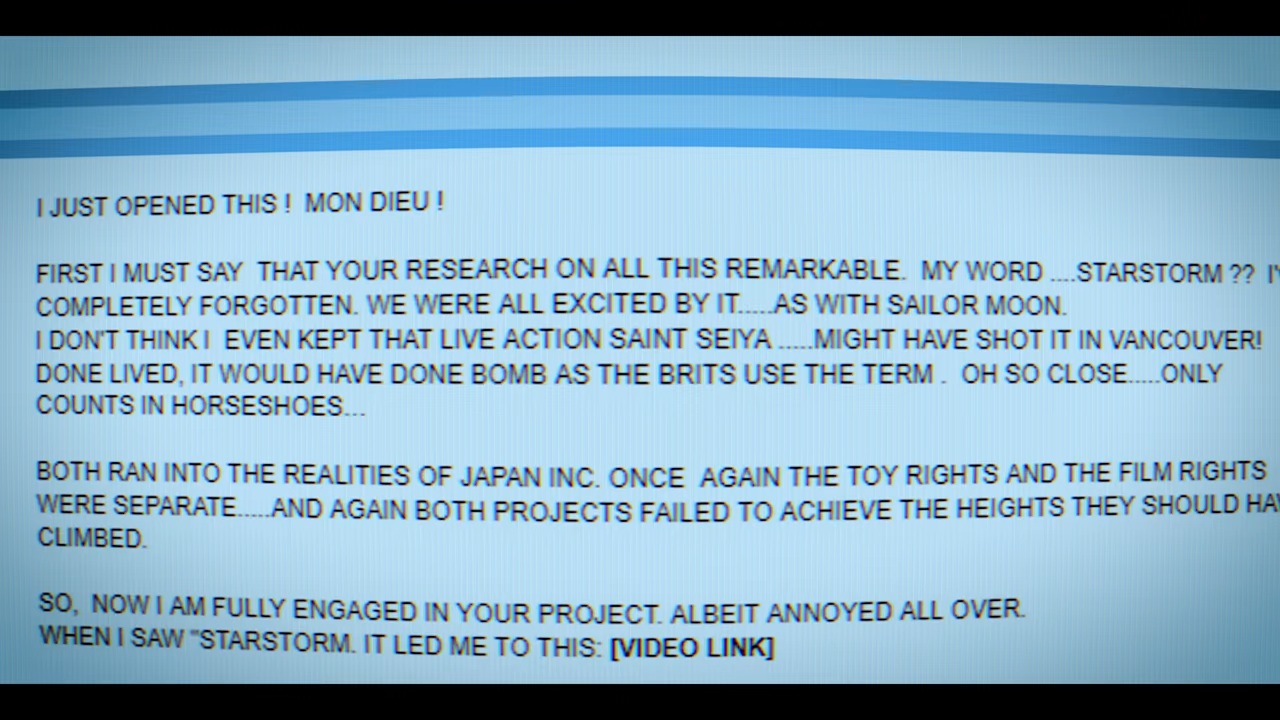 I JUST OPENED THIS !  MON DIEU !
FIRST I MUST SAY  THAT YOUR RESEARCH ON ALL THIS REMARKABLE.  MY WORD ....STARSTORM ??
COMPLETELY FORGOTTEN. WE WERE ALL EXCITED BY IT.....AS WITH SAILOR MOON.
I DON'T THINK I  EVEN KEPT THAT LIVE ACTION SAINT SEIYA .....MIGHT HAVE SHOT IT IN VANCOUVER!
DONE LIVED, IT WOULD HAVE DONE BOMB AS THE BRITS USE THE TERM .  OH SO CLOSE.....ONLY
COUNTS IN HORSESHOES...
BOTH RAN INTO THE REALITIES OF JAPAN INC. ONCE  AGAIN THE TOY RIGHTS AND THE FILM RIGHTS
WERE SEPARATE.....AND AGAIN BOTH PROJECTS FAILED TO ACHIEVE THE HEIGHTS THEY SHOULD
CLIMBED.
SO,  NOW I AM FULLY ENGAGED IN YOUR PROJECT. ALBEIT ANNOYED ALL OVER.
WHEN I SAW "STARSTORM. IT LED ME TO THIS: [VIDEO LINK]